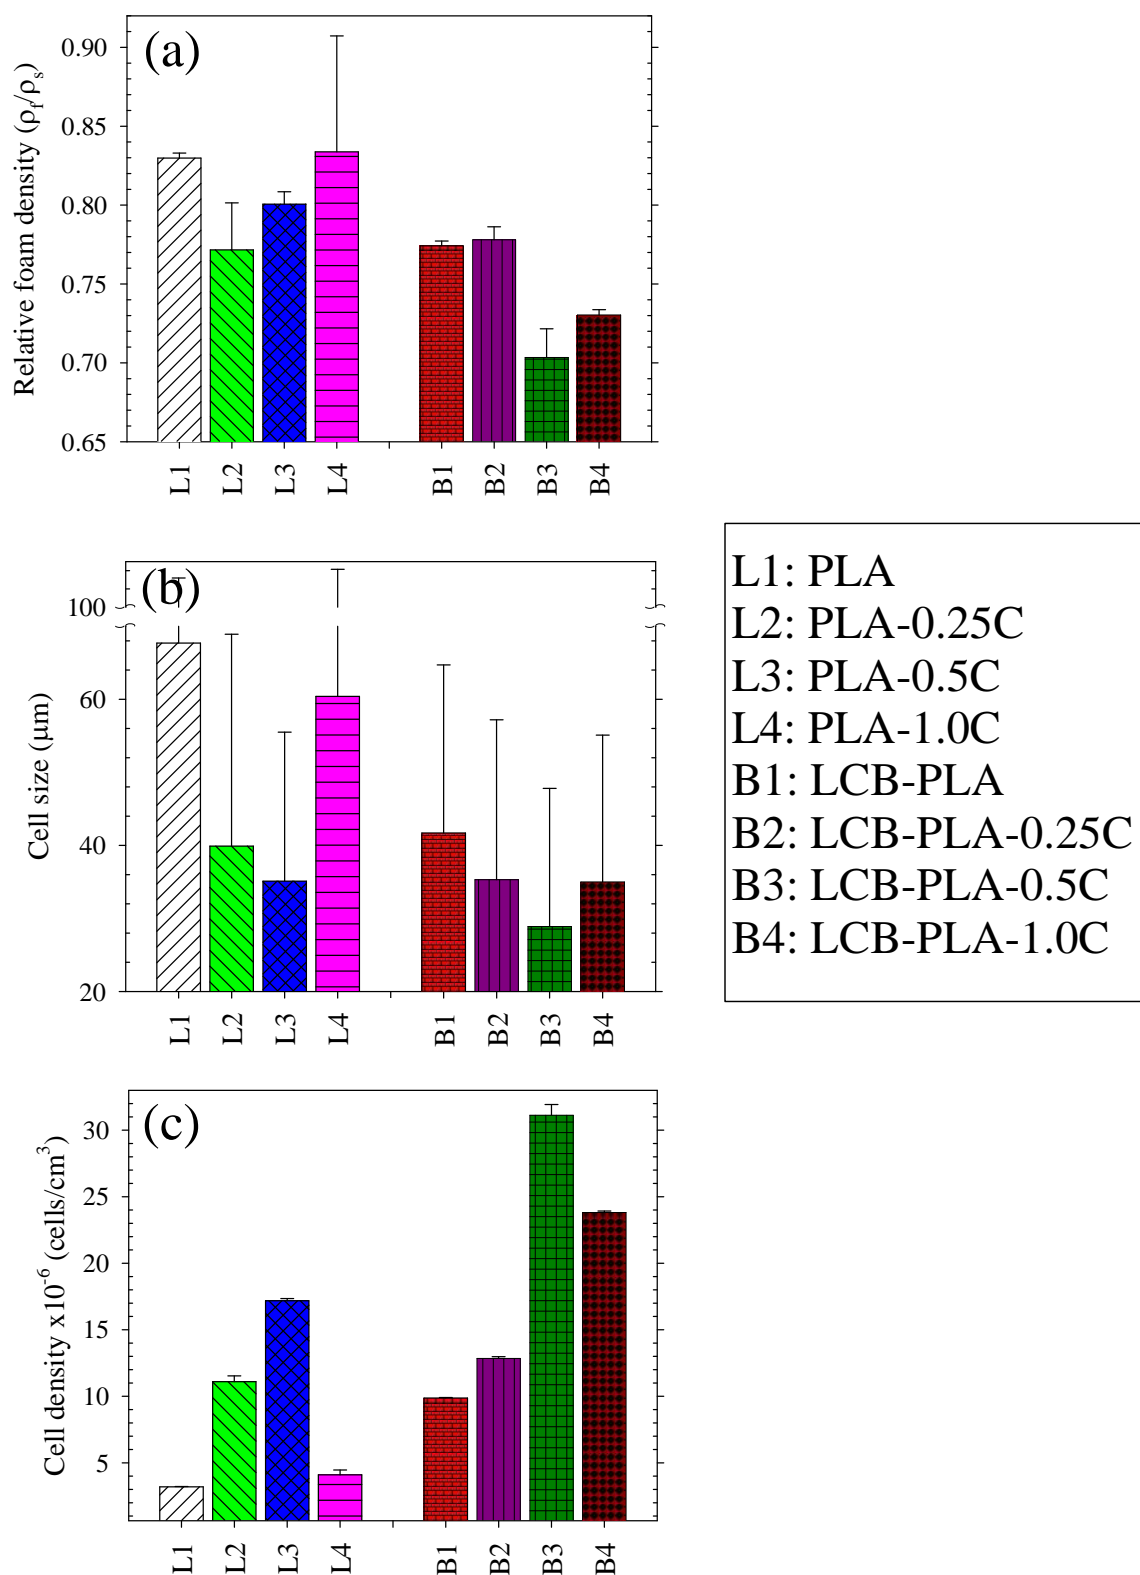 (a)
Relative foam density (ρf/ρs)
0.90
0.85
0.80
0.75
0.70
0.65
L1 L2 L3 L4 B1 B2 B3 B4
(b)
Cell size (μm)
100
60
40
20
L1 L2 L3 L4 B1 B2 B3 B4
L1: PLA
L2: PLA-0.25C
L3: PLA-0.5C
L4: PLA-1.0C
B1: LCB-PLA
B2: LCB-PLA-0.25C
B3: LCB-PLA-0.5C
B4: LCB-PLA-1.0C
(c)
Cell density x10⁻⁶ (cells/cm³)
30
25
20
15
10
5
L1 L2 L3 L4 B1 B2 B3 B4